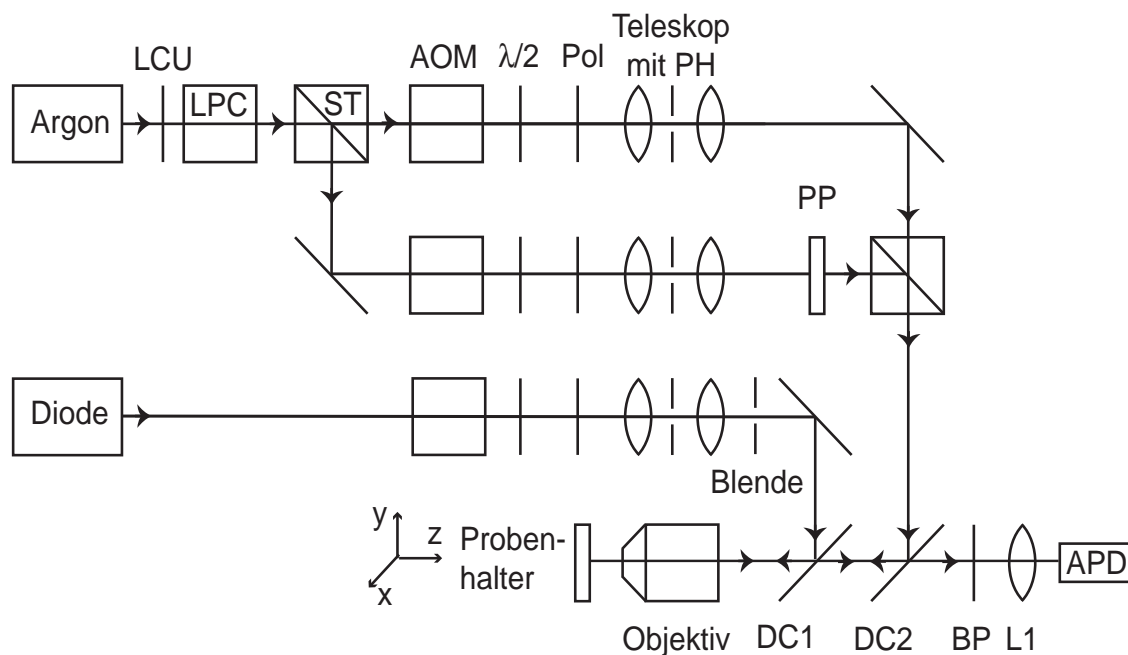 Teleskop
mit PH
LCU
AOM
λ/2
Pol
Argon
LPC
ST
PP
Diode
Blende
y
z
x
Proben-
halter
APD
Objektiv
DC1
DC2
BP
L1